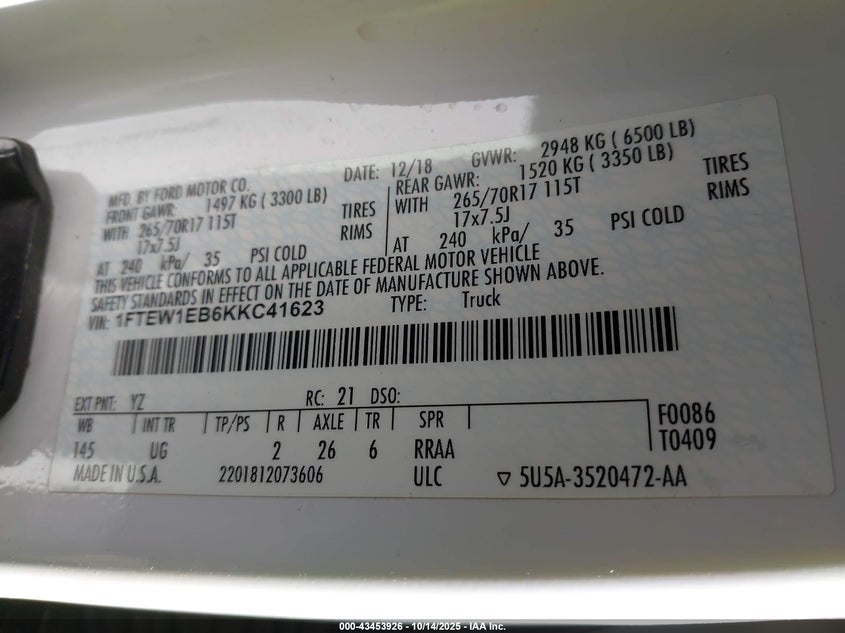 MFD. BY FORD MOTOR CO. DATE: 12/18 GVWR: 2948 KG ( 6500 LB)
FRONT GAWR: 1497 KG ( 3300 LB) REAR GAWR: 1520 KG ( 3350 LB)
WITH 265/70R17 115T TIRES WITH 265/70R17 115T TIRES
17x7.5J RIMS 17x7.5J RIMS
AT 240 kPa/ 35 PSI COLD AT 240 kPa/ 35 PSI COLD
THIS VEHICLE CONFORMS TO ALL APPLICABLE FEDERAL MOTOR VEHICLE
SAFETY STANDARDS IN EFFECT ON THE DATE OF MANUFACTURE SHOWN ABOVE.
VIN: 1FTEW1EB6KKC41623 TYPE: Truck
EXT PNT: YZ RC: 21 DSO:
WB INT TR TP/PS R AXLE TR SPR F0086
145 UG 2 26 6 RRAA T0409
MADE IN U.S.A. 2201812073606 ULC ▽ 5U5A-3520472-AA
000-43453926 - 10/14/2025 - IAA Inc.